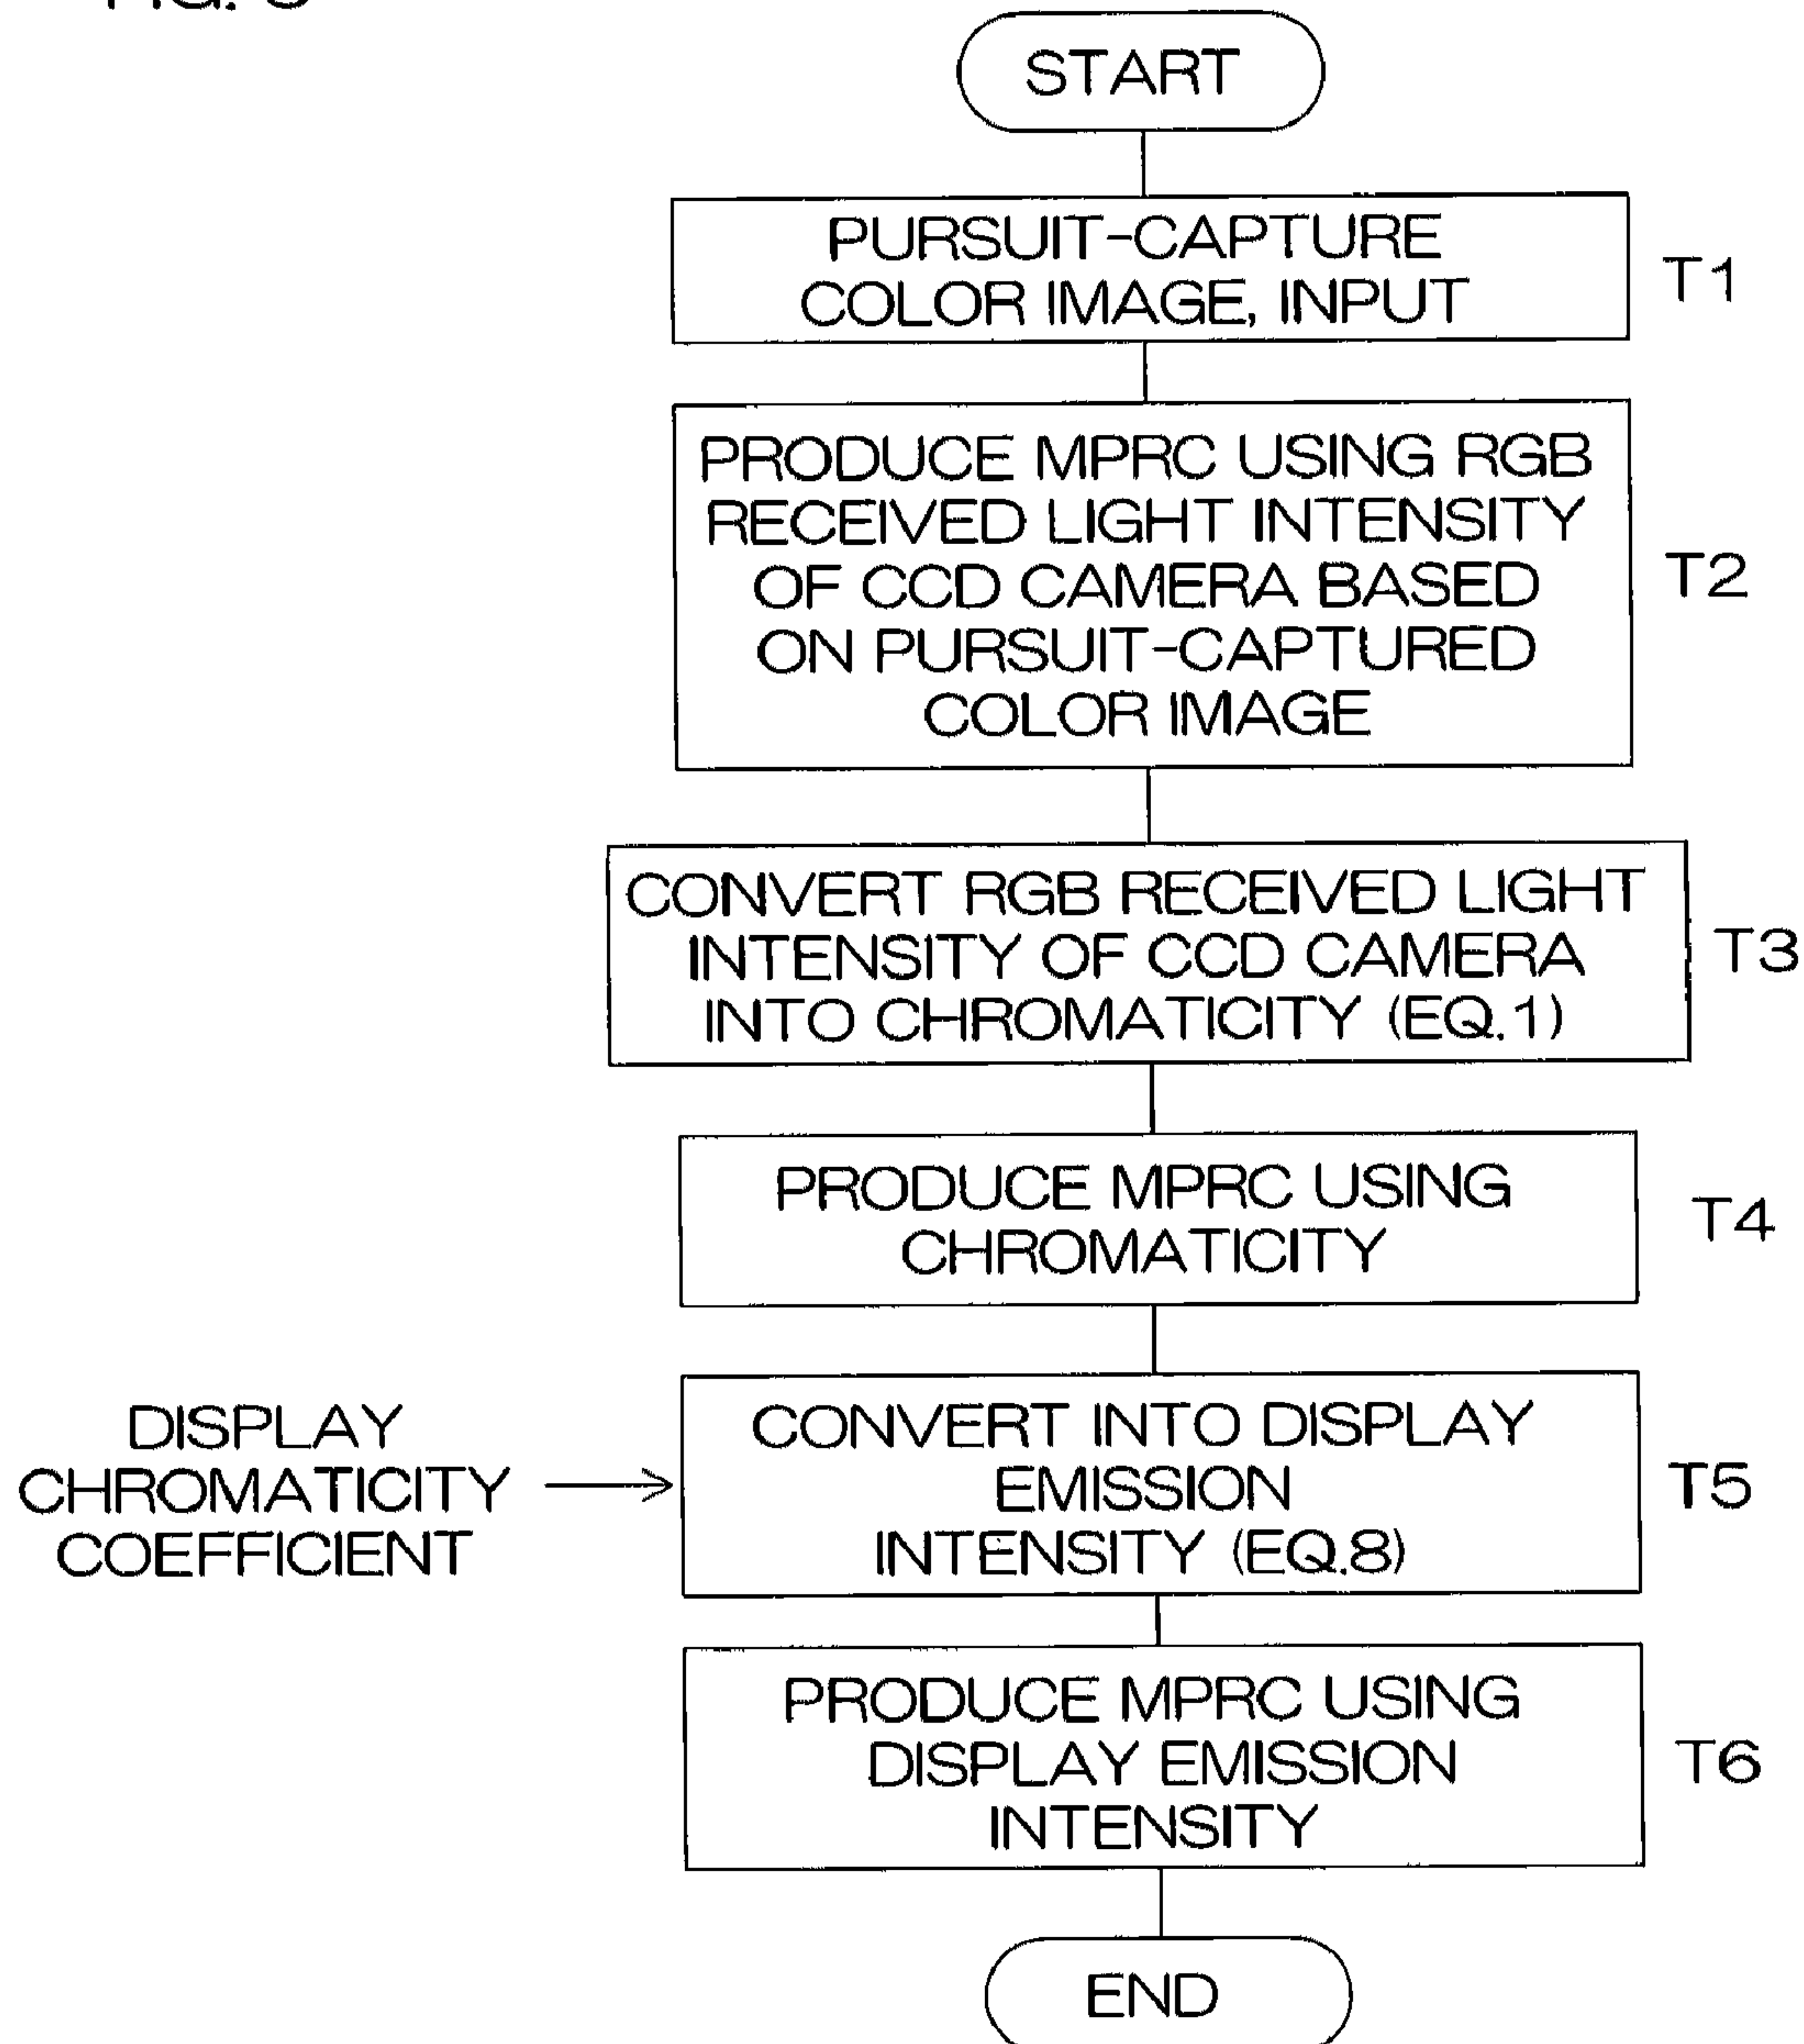 START
PURSUIT-CAPTURE
COLOR IMAGE, INPUT
T1
PRODUCE MPRC USING RGB
RECEIVED LIGHT INTENSITY
OF CCD CAMERA BASED
ON PURSUIT-CAPTURED
COLOR IMAGE
T2
CONVERT RGB RECEIVED LIGHT
INTENSITY OF CCD CAMERA
INTO CHROMATICITY (EQ.1)
T3
PRODUCE MPRC USING
CHROMATICITY
T4
DISPLAY
CHROMATICITY
COEFFICIENT
CONVERT INTO DISPLAY
EMISSION
INTENSITY (EQ.8)
T5
PRODUCE MPRC USING
DISPLAY EMISSION
INTENSITY
T6
END